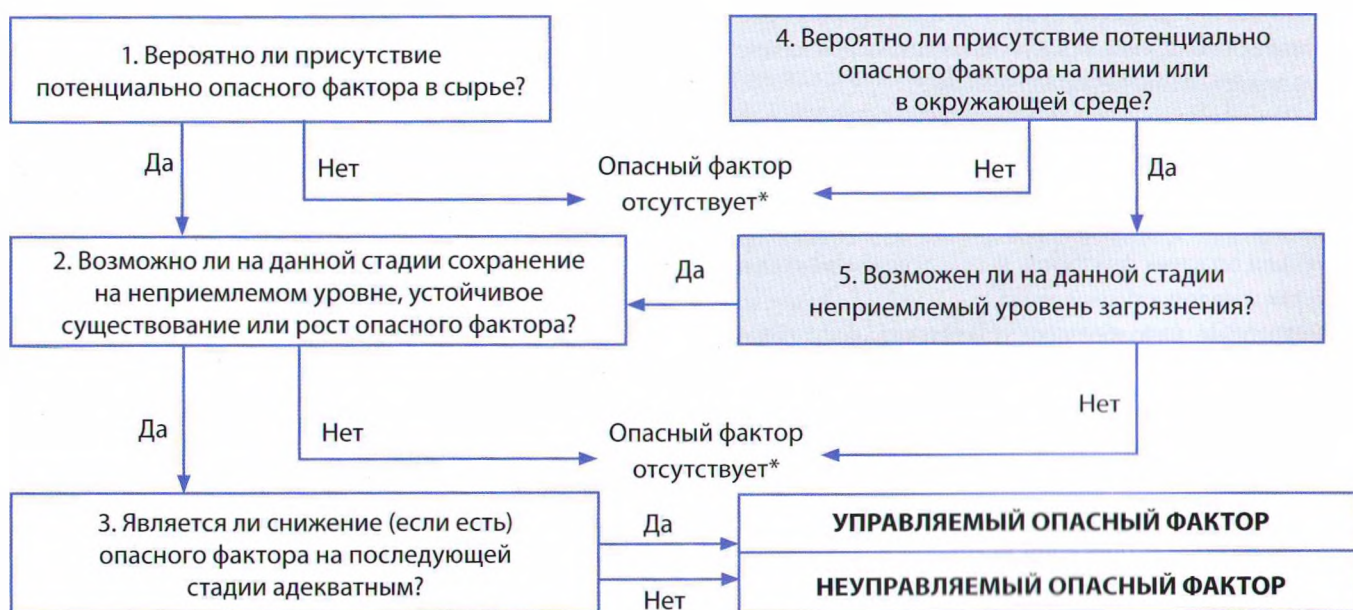 1. Вероятно ли присутствие
потенциально опасного фактора в сырье?
4. Вероятно ли присутствие потенциально
опасного фактора на линии или
в окружающей среде?
Да
Нет
Опасный фактор
отсутствует*
Нет
Да
2. Возможно ли на данной стадии сохранение
на неприемлемом уровне, устойчивое
существование или рост опасного фактора?
Да
5. Возможен ли на данной стадии
неприемлемый уровень загрязнения?
Да
Нет
Опасный фактор
отсутствует*
Нет
3. Является ли снижение (если есть)
опасного фактора на последующей
стадии адекватным?
Да
Нет
УПРАВЛЯЕМЫЙ ОПАСНЫЙ ФАКТОР
НЕУПРАВЛЯЕМЫЙ ОПАСНЫЙ ФАКТОР